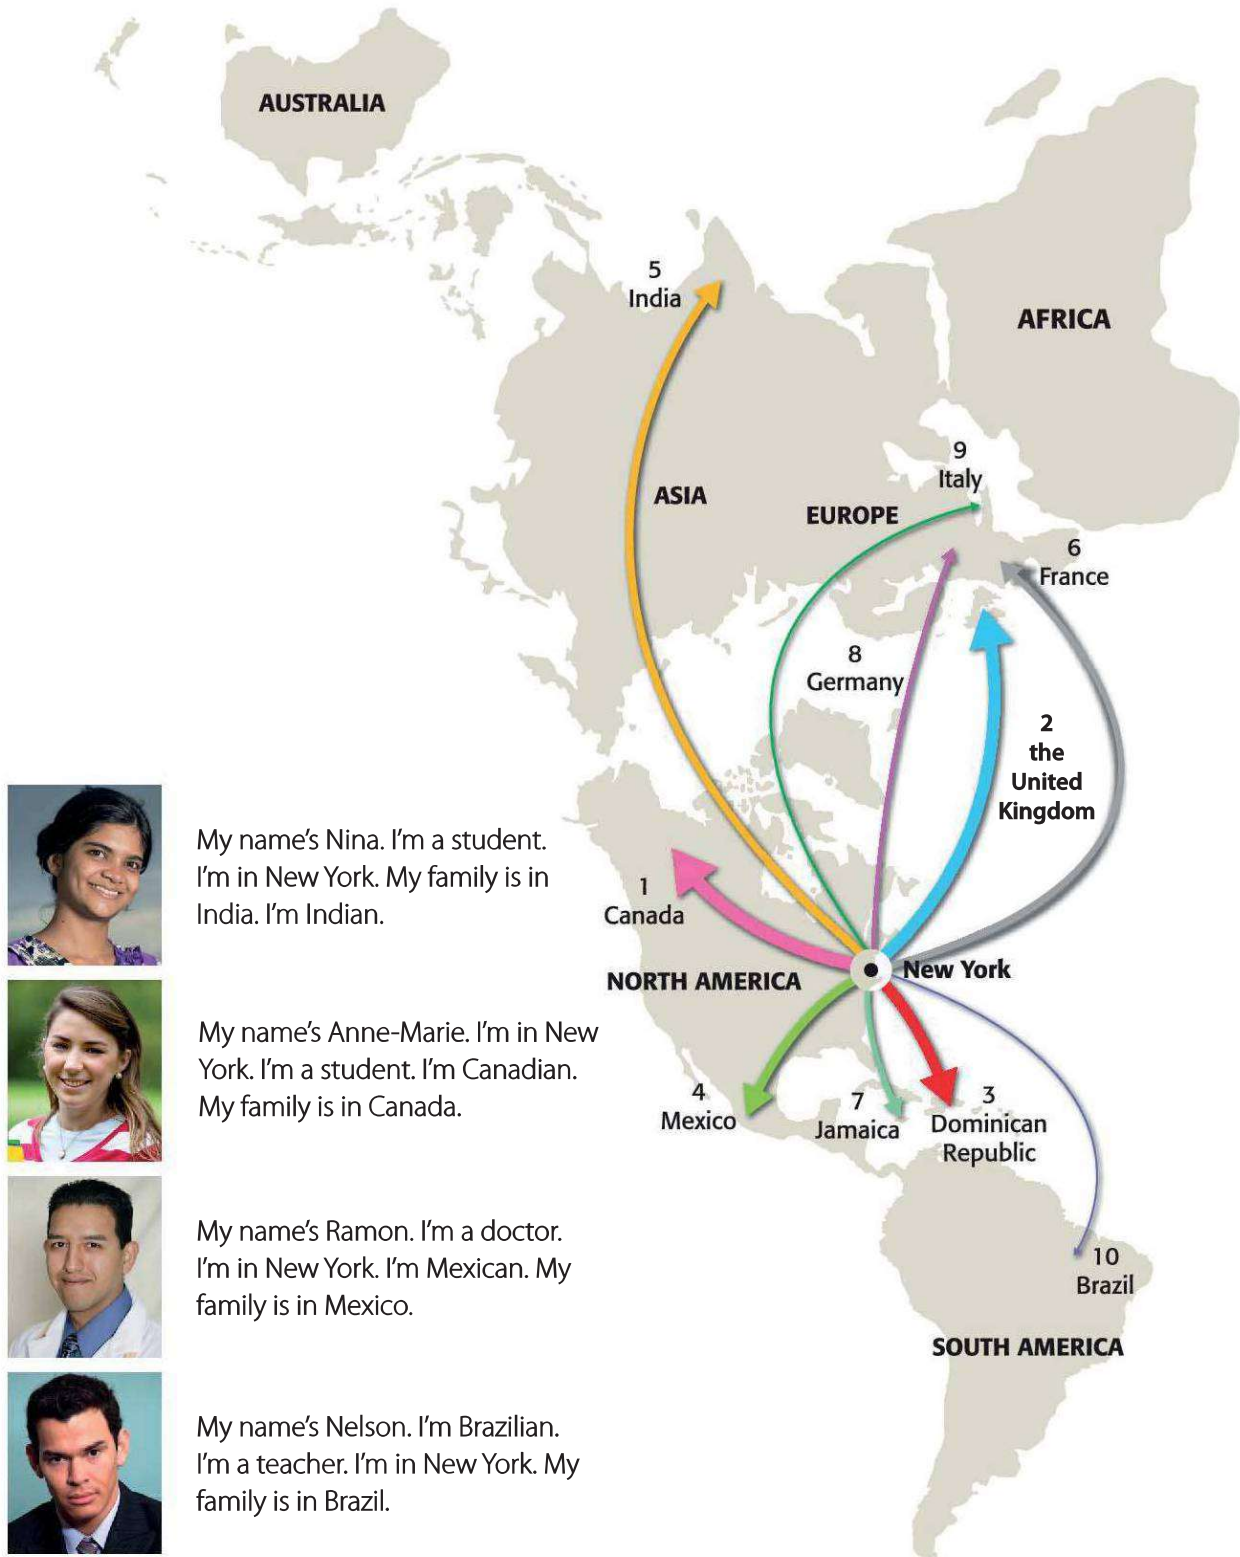 AUSTRALIA
5
India
AFRICA
9
Italy
ASIA
EUROPE
6
France
8
Germany
2
the
United
Kingdom
1
Canada
New York
NORTH AMERICA
4
Mexico
7
Jamaica
3
Dominican
Republic
10
Brazil
SOUTH AMERICA
My name's Nina. I'm a student.
I'm in New York. My family is in
India. I'm Indian.
My name's Anne-Marie. I'm in New
York. I'm a student. I'm Canadian.
My family is in Canada.
My name's Ramon. I'm a doctor.
I'm in New York. I'm Mexican. My
family is in Mexico.
My name's Nelson. I'm Brazilian.
I'm a teacher. I'm in New York. My
family is in Brazil.